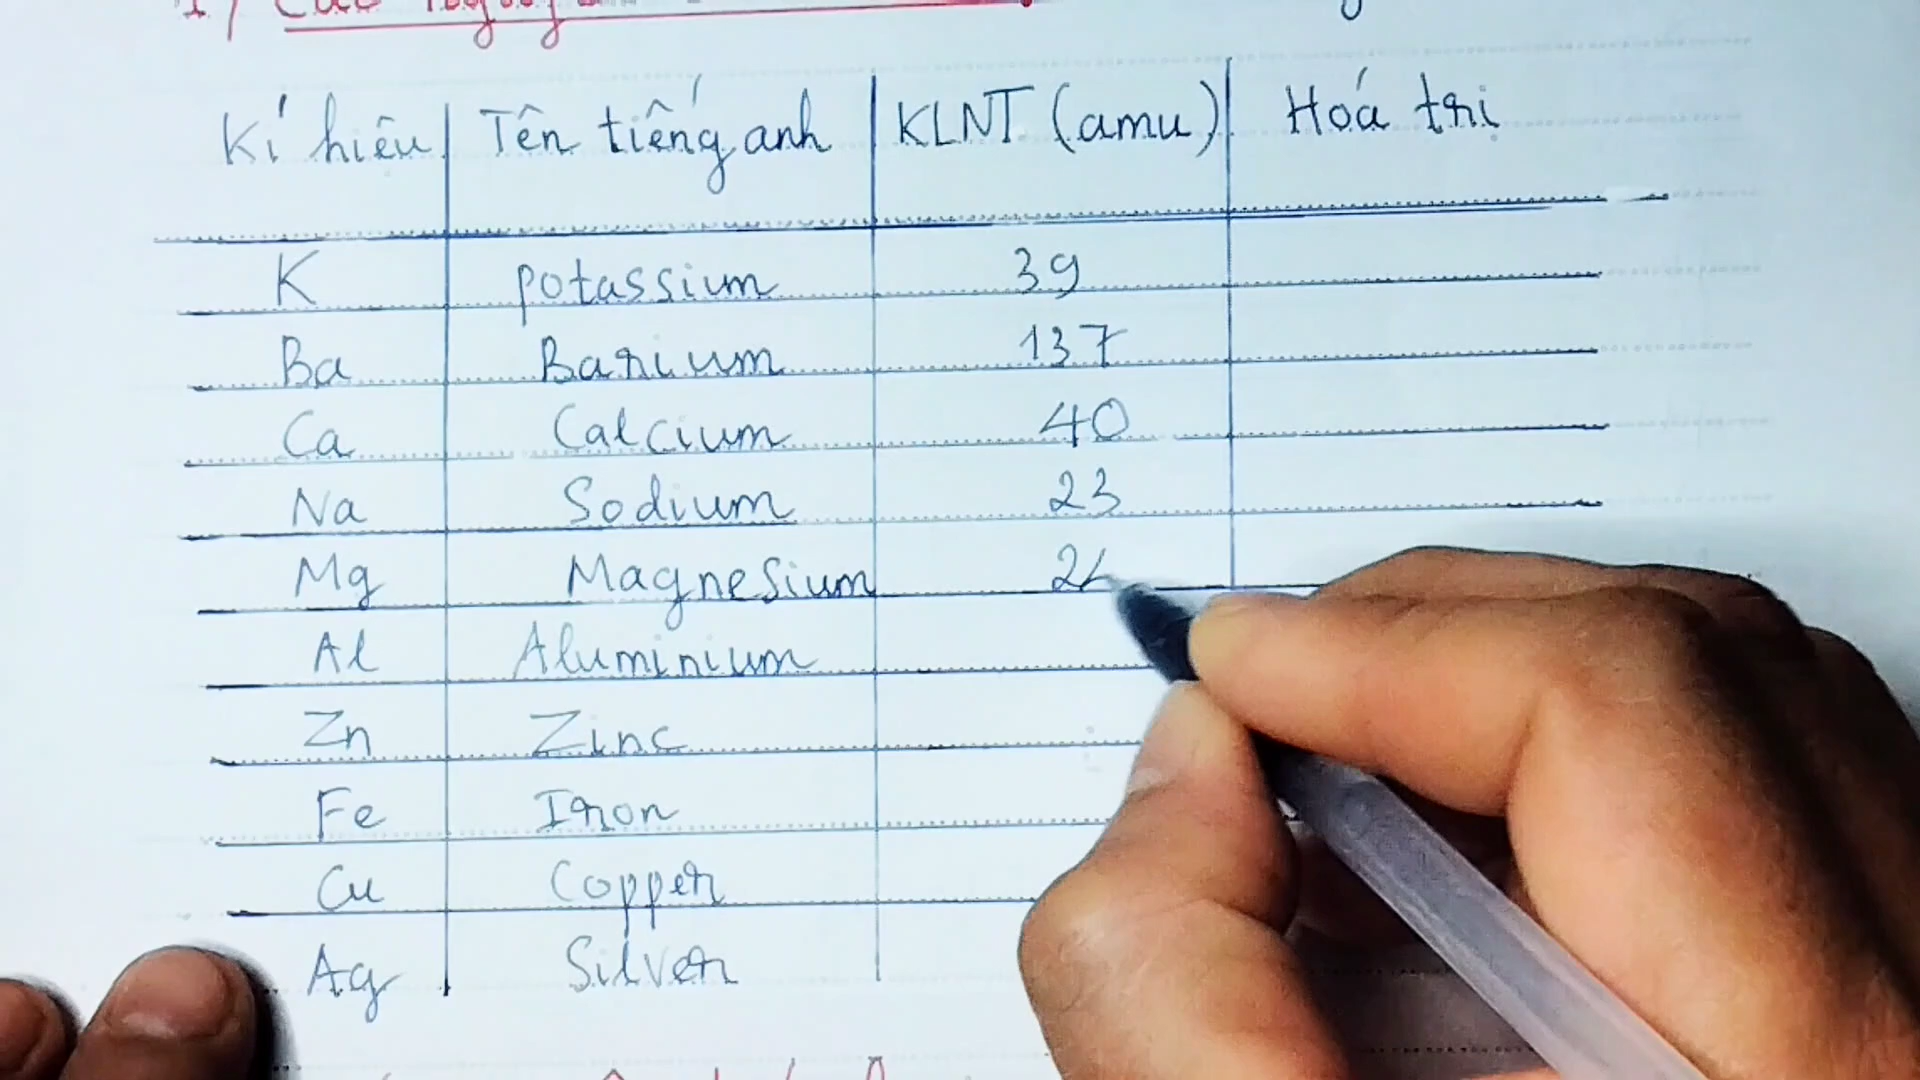 Kí hiệu Tên tiếng anh KLNT (amu) Hoá trị
K potassium 39
Ba Barium 137
Ca Calcium 40
Na Sodium 23
Mg Magnesium 24
Al Aluminium
Zn Zinc
Fe Iron
Cu Copper
Ag Silver